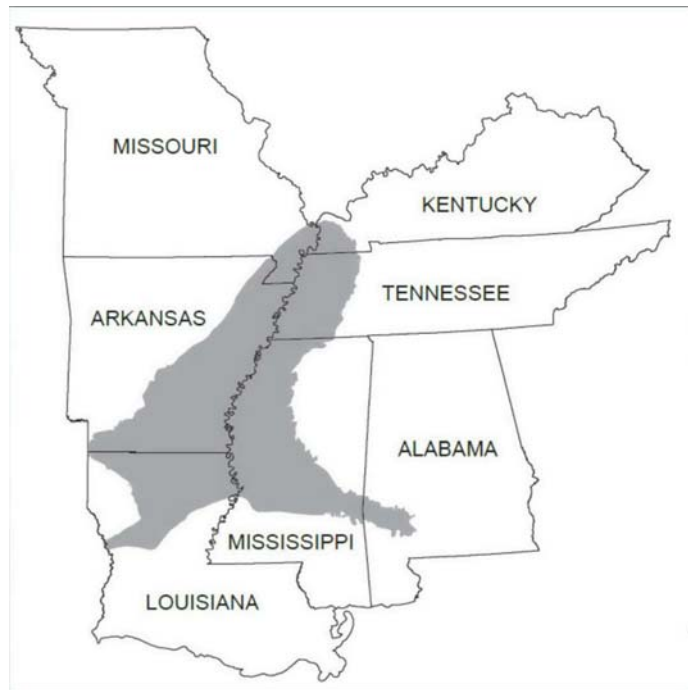 MISSOURI
KENTUCKY
TENNESSEE
ARKANSAS
ALABAMA
MISSISSIPPI
LOUISIANA